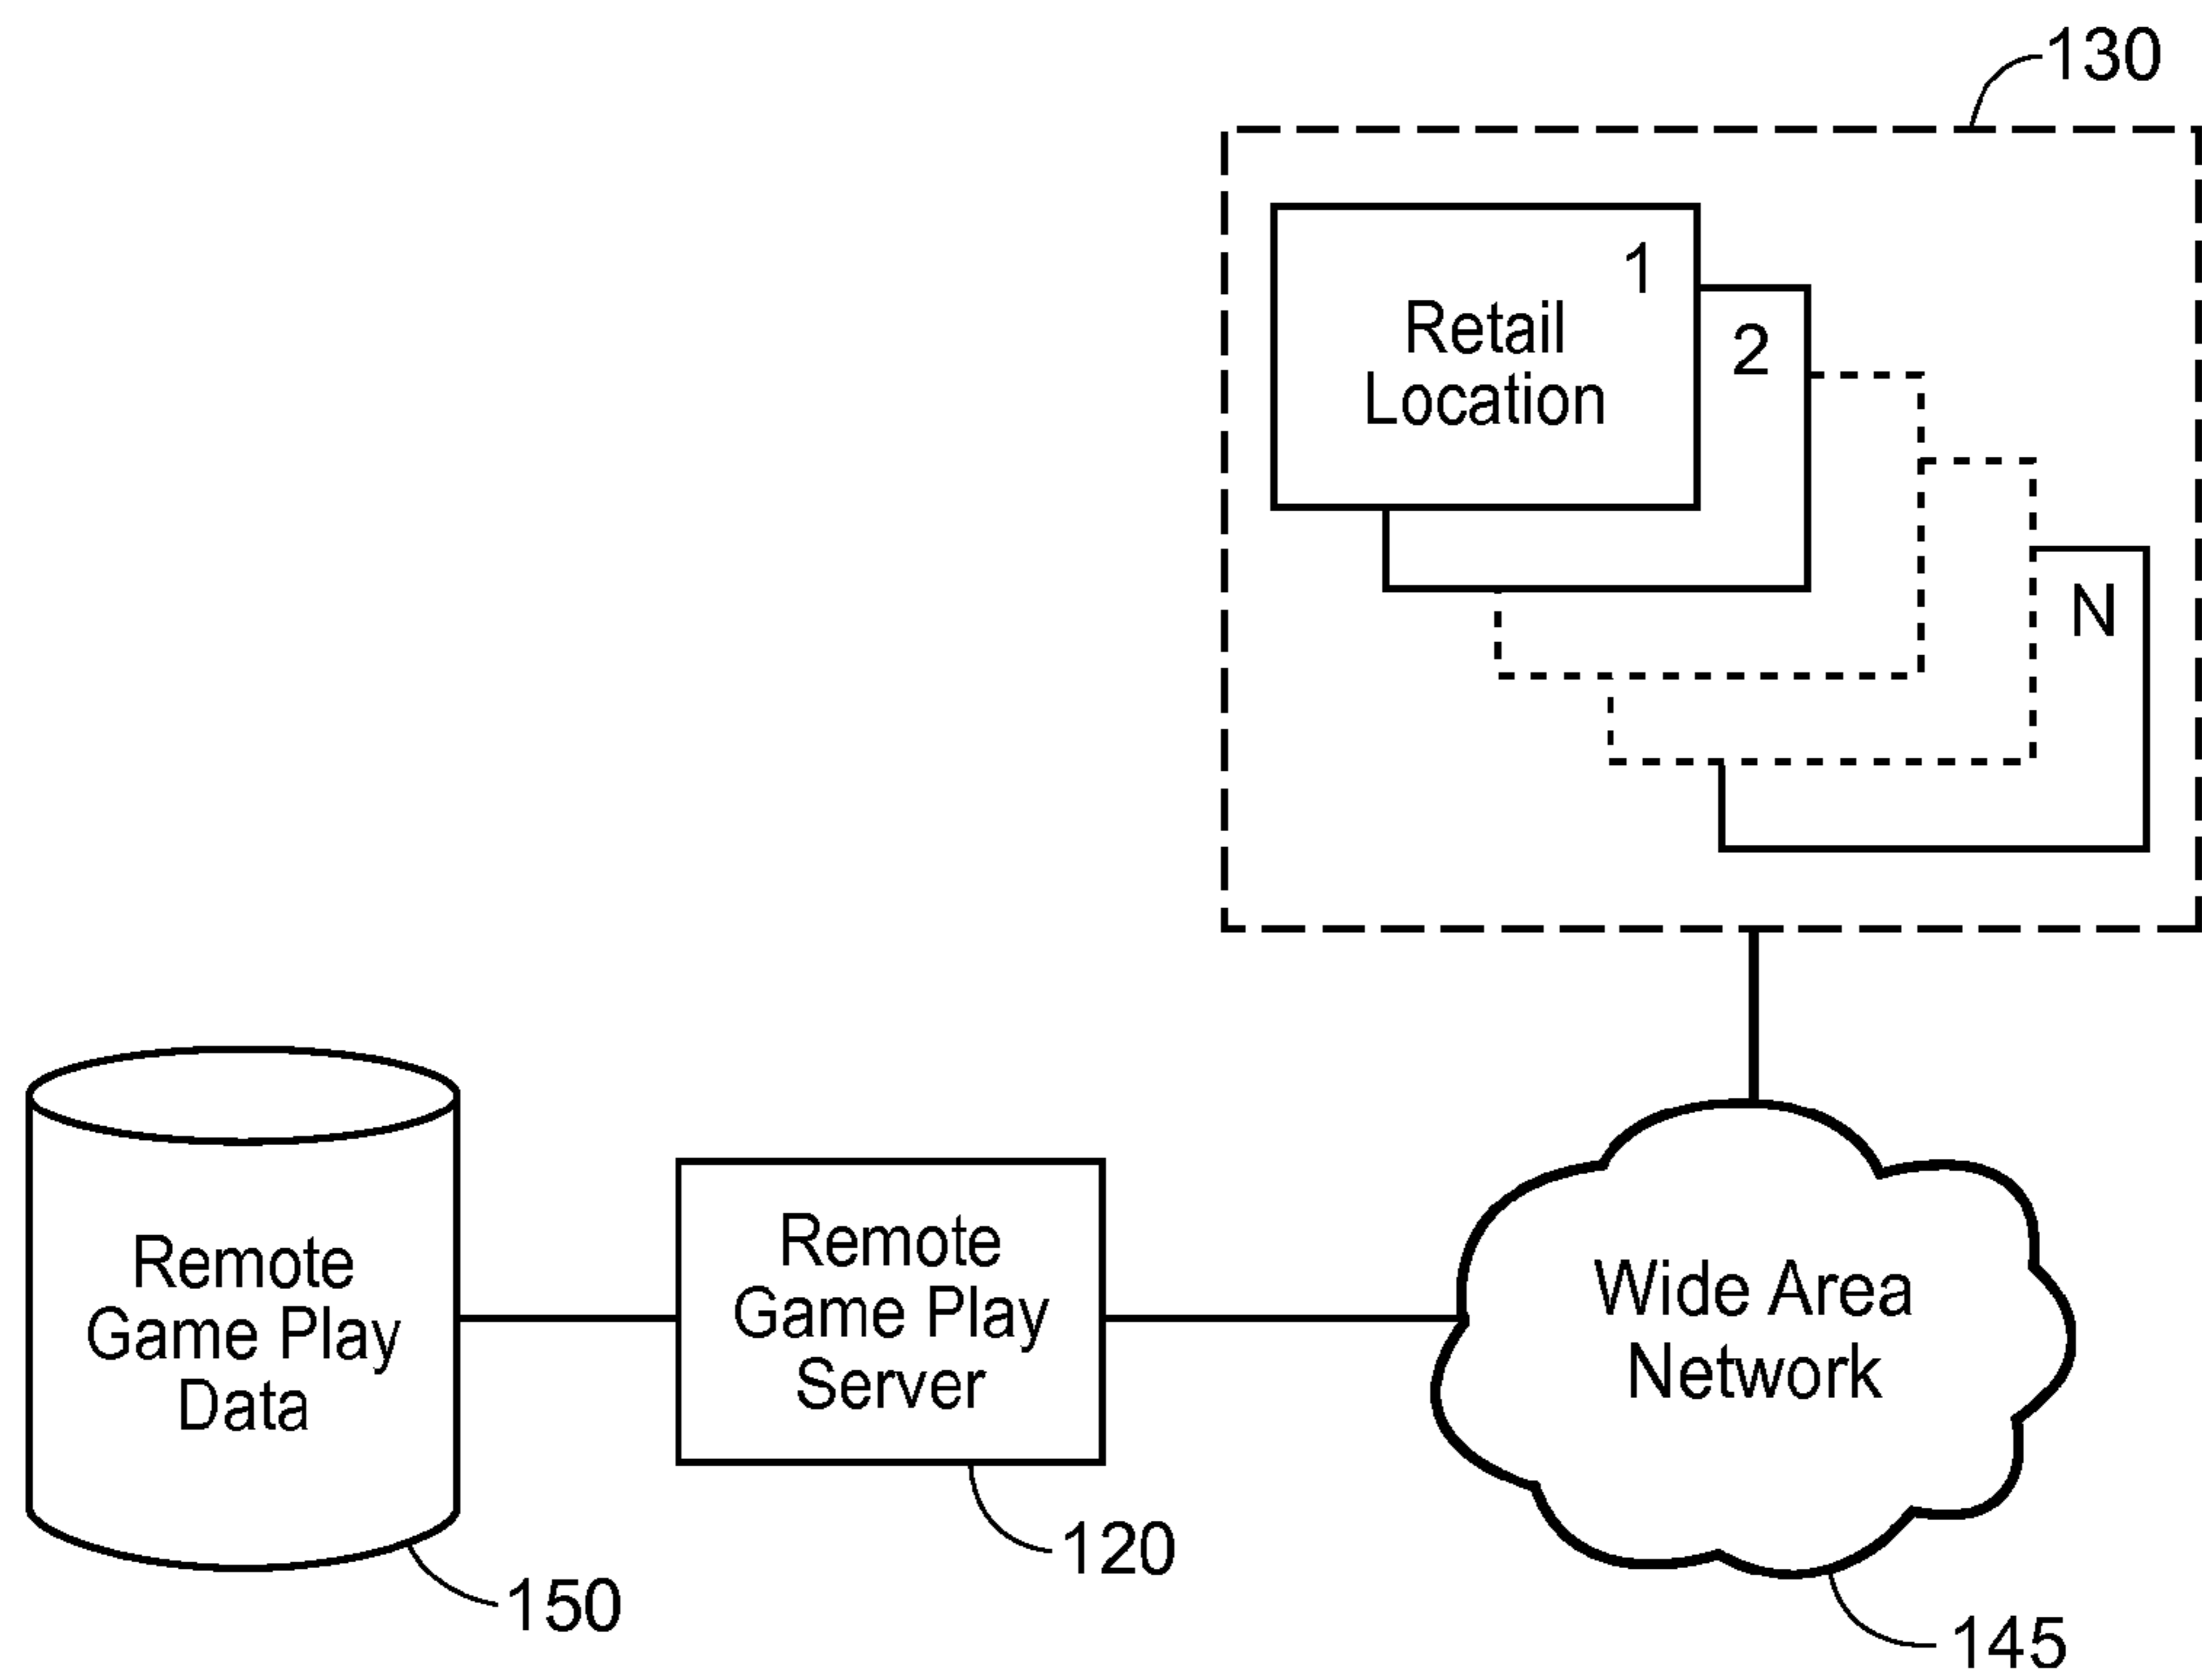 130
1
Retail
Location
2
N
Remote
Game Play
Data
Remote
Game Play
Server
Wide Area
Network
120
150
145